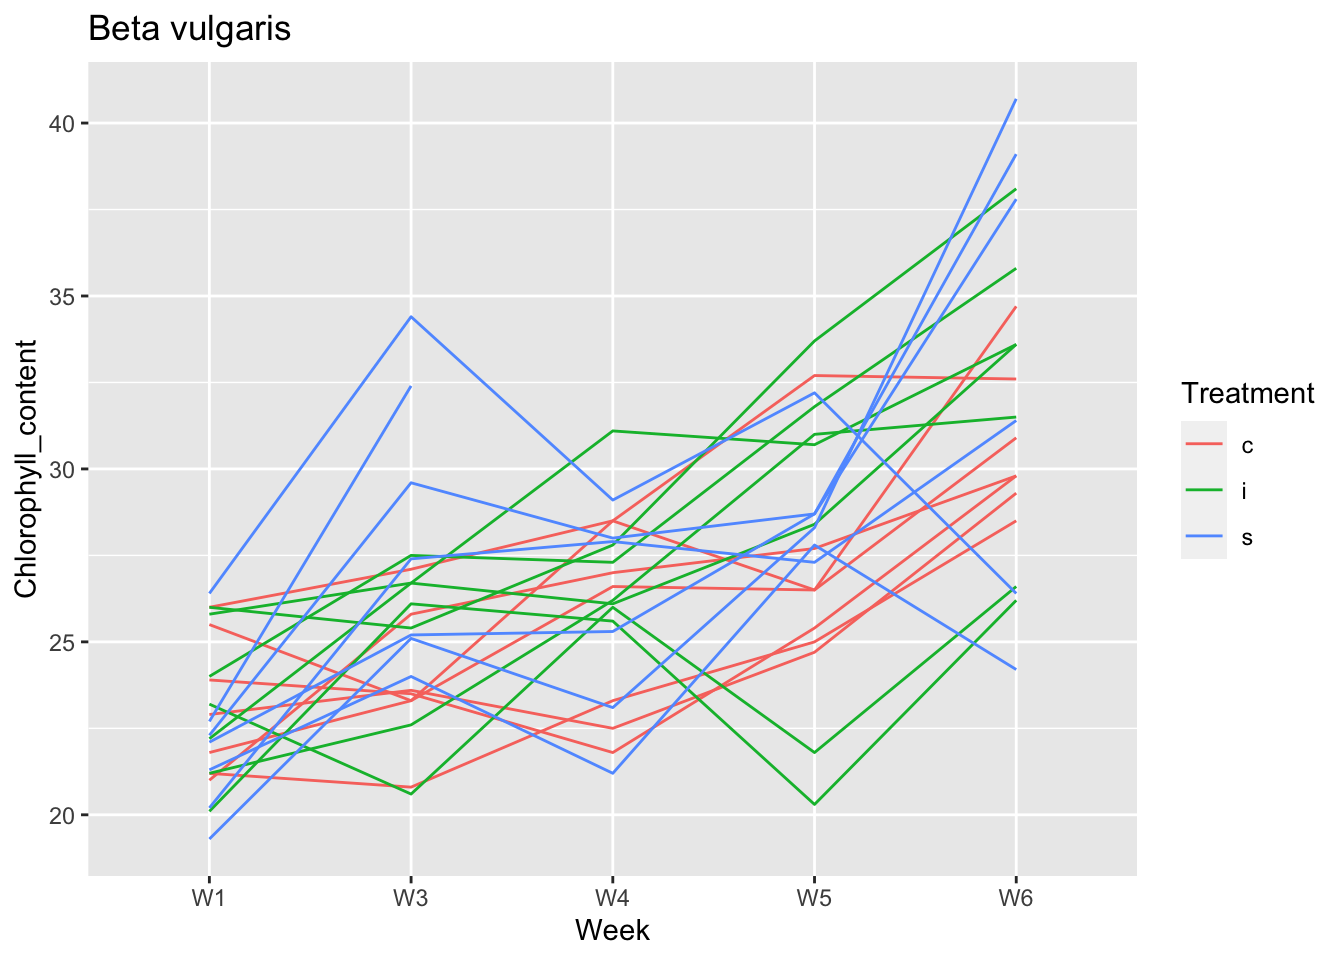 Beta vulgaris
40
35
30
25
20
Chlorophyll_content
W1 W3 W4 W5 W6
Week
Treatment
c
i
s